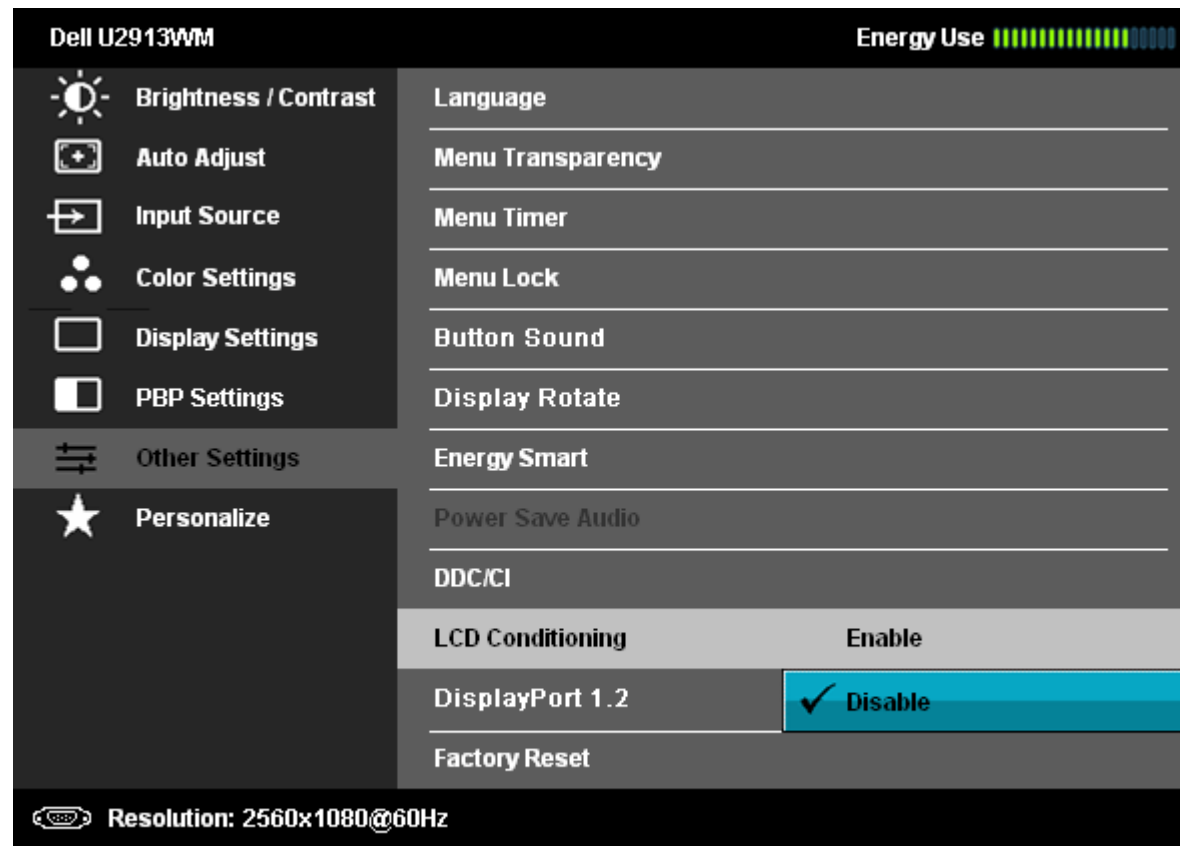 Dell U2913WM
Energy Use
Brightness / Contrast
Auto Adjust
Input Source
Color Settings
Display Settings
PBP Settings
Other Settings
Personalize
Language
Menu Transparency
Menu Timer
Menu Lock
Button Sound
Display Rotate
Energy Smart
Power Save Audio
DDC/CI
LCD Conditioning
Enable
DisplayPort 1.2
Disable
Factory Reset
Resolution: 2560x1080@60Hz